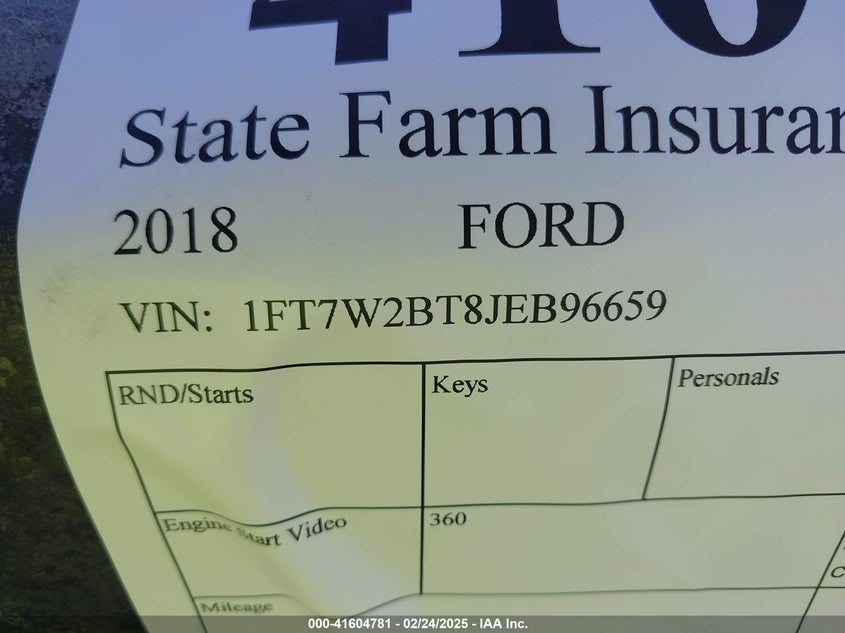 State Farm
2018 FORD
VIN: 1FT7W2BT8JEB96659
RND/Starts Keys Personals
Engine Start Video 360
Mileage
000-41604781 - 02/24/2025 - IAA Inc.